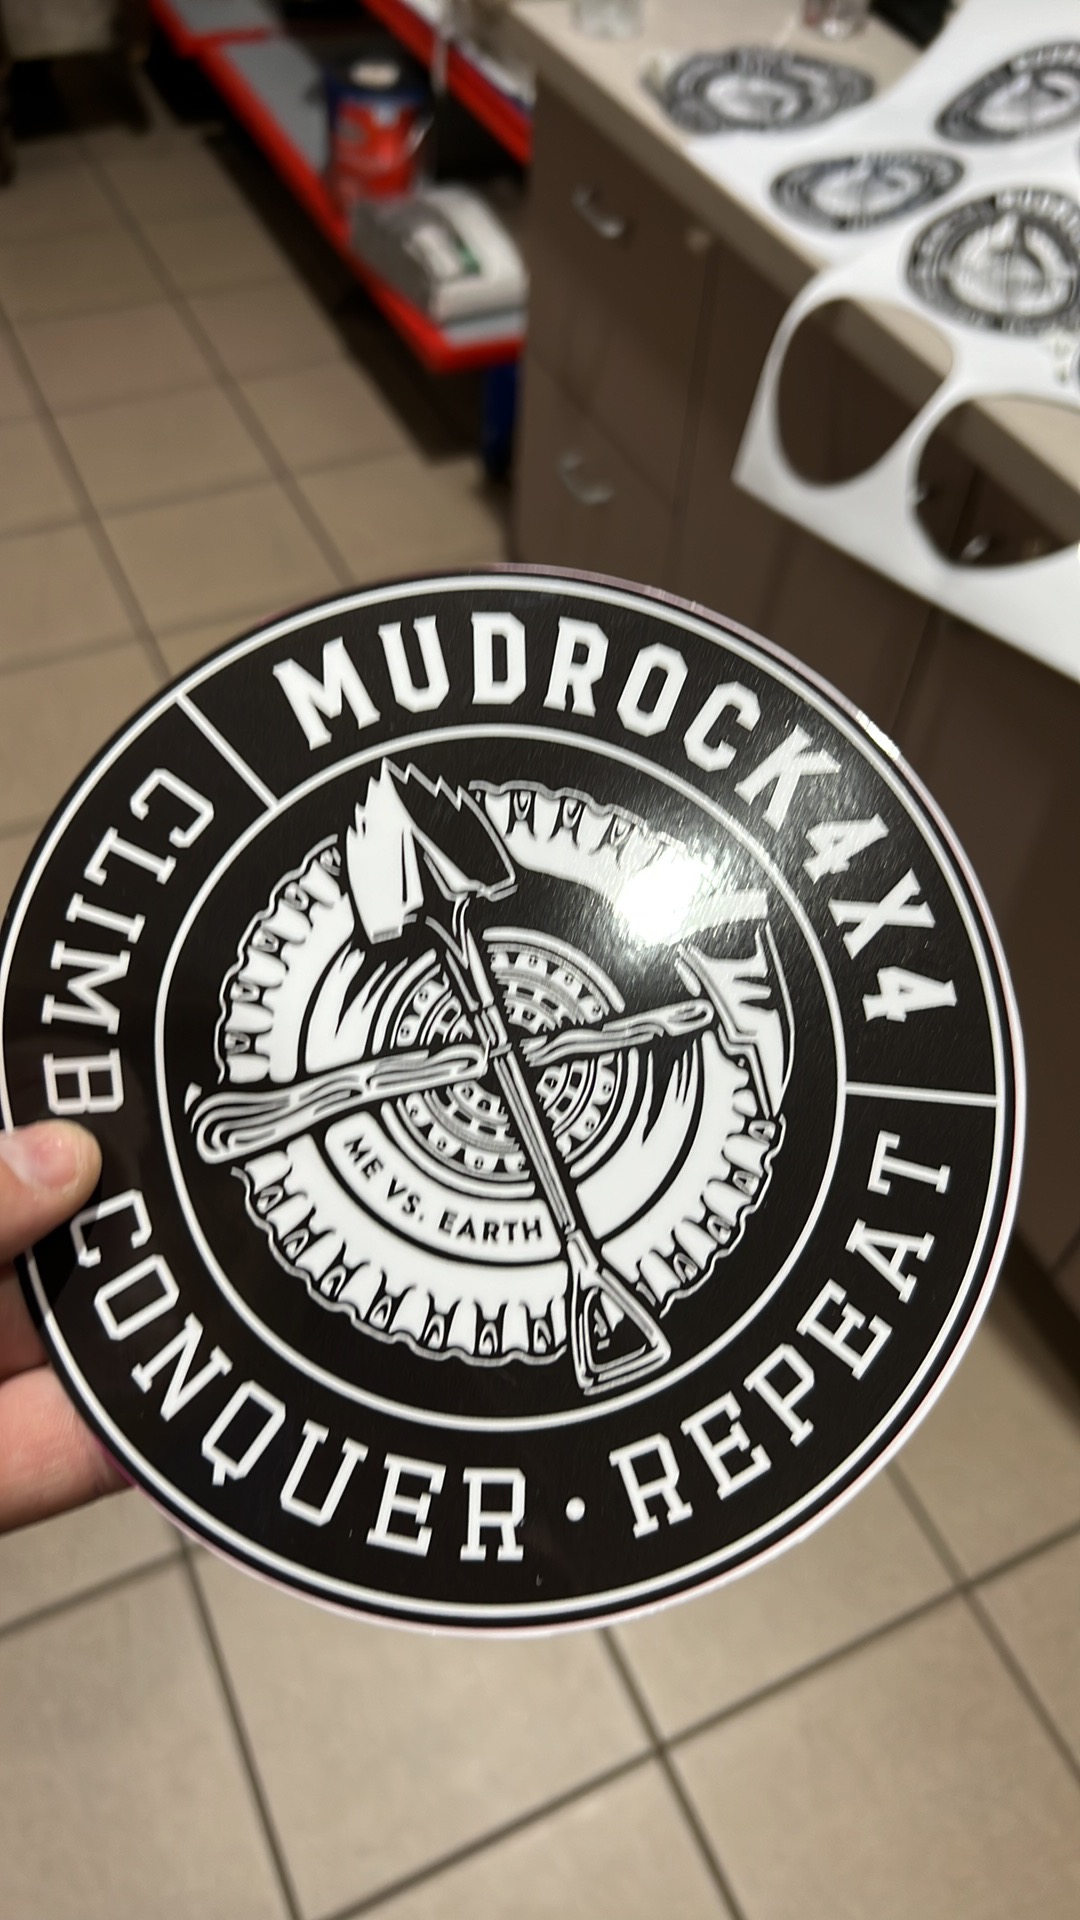 MUDROCK4X4
CLIMB CONQUER · REPEAT
ME VS. EARTH